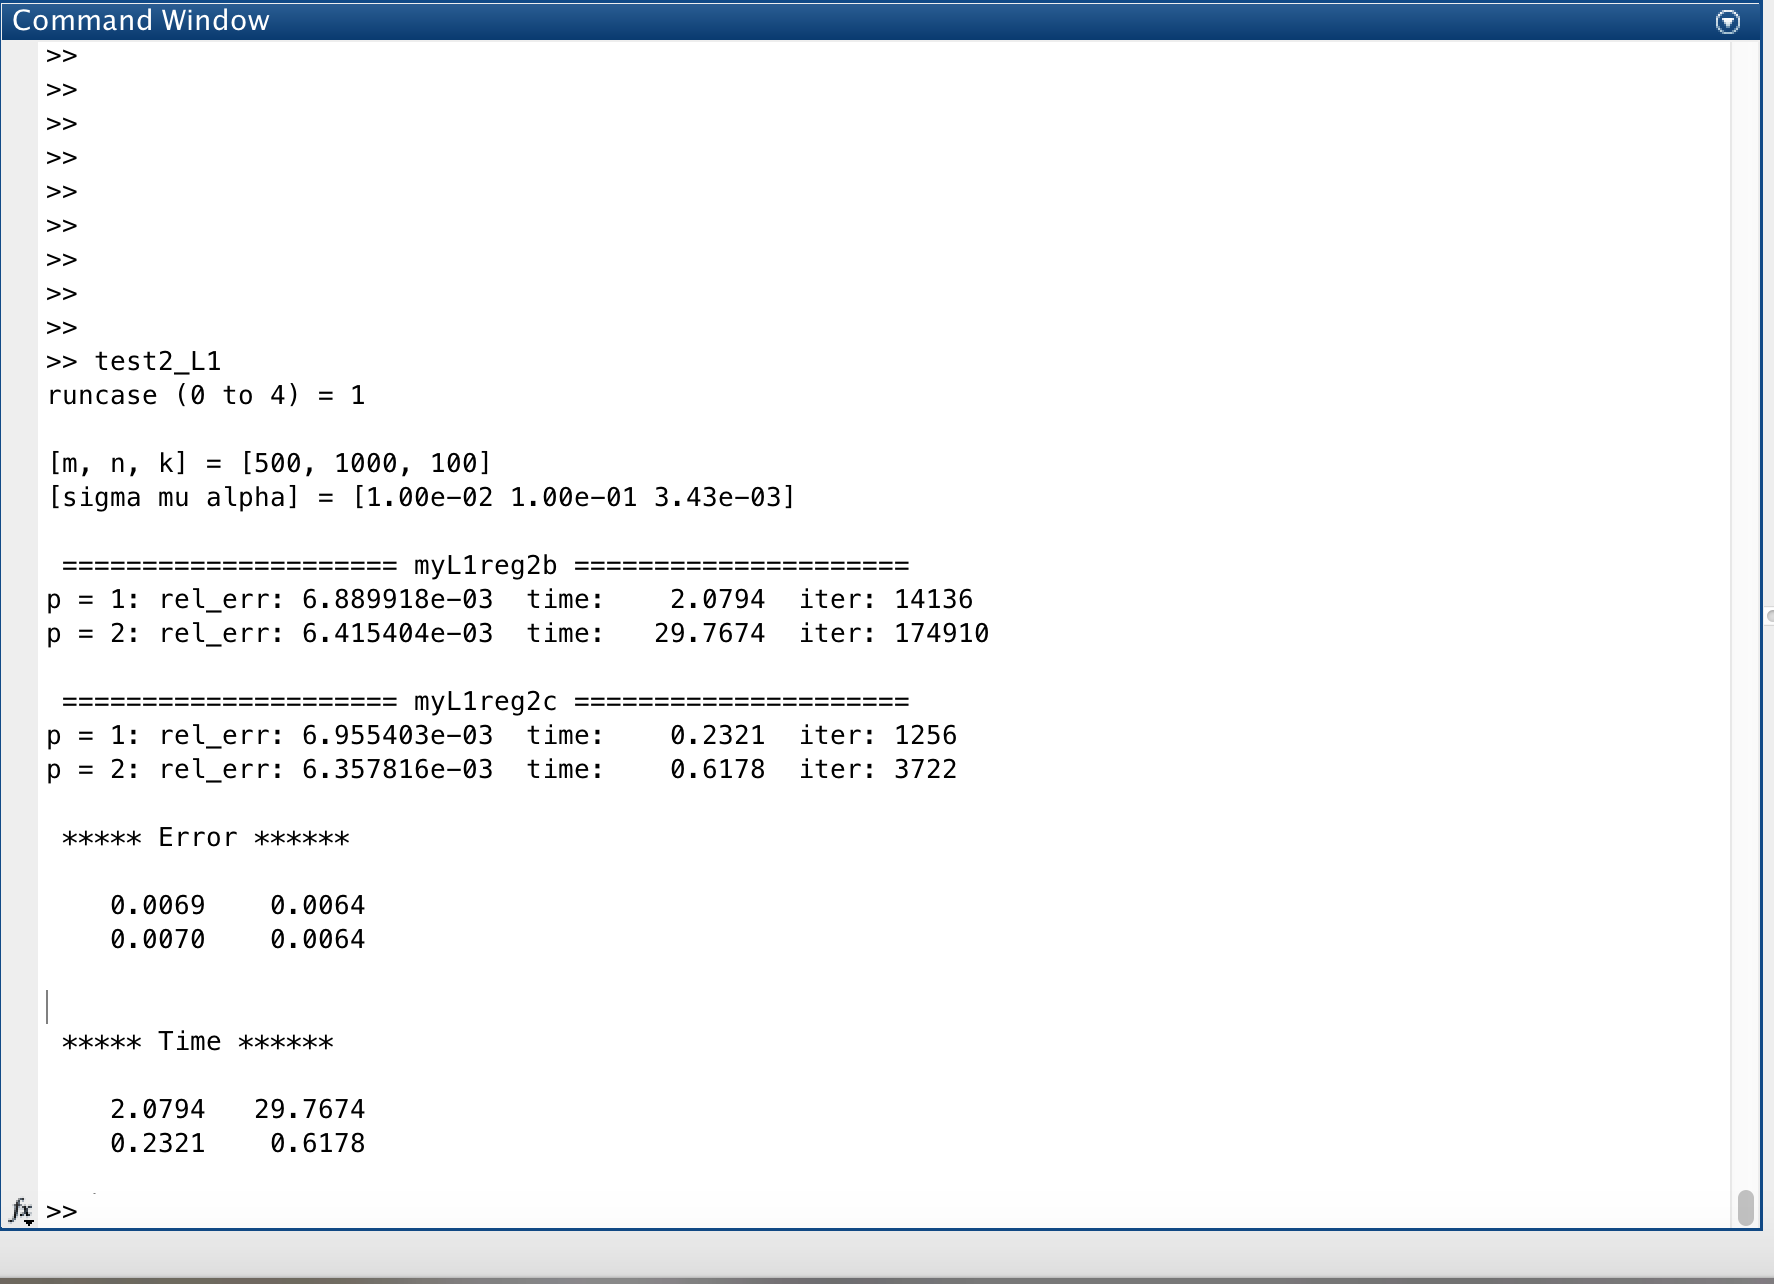 Command Window
>>
>>
>>
>>
>>
>>
>>
>>
>>
>> test2_L1
runcase (0 to 4) = 1
[m, n, k] = [500, 1000, 100]
[sigma mu alpha] = [1.00e-02 1.00e-01 3.43e-03]
===================== myL1reg2b =====================
p = 1: rel_err: 6.889918e-03  time:    2.0794  iter: 14136
p = 2: rel_err: 6.415404e-03  time:   29.7674  iter: 174910
===================== myL1reg2c =====================
p = 1: rel_err: 6.955403e-03  time:    0.2321  iter: 1256
p = 2: rel_err: 6.357816e-03  time:    0.6178  iter: 3722
***** Error ******
0.0069    0.0064
0.0070    0.0064
***** Time ******
2.0794   29.7674
0.2321    0.6178
fx >>